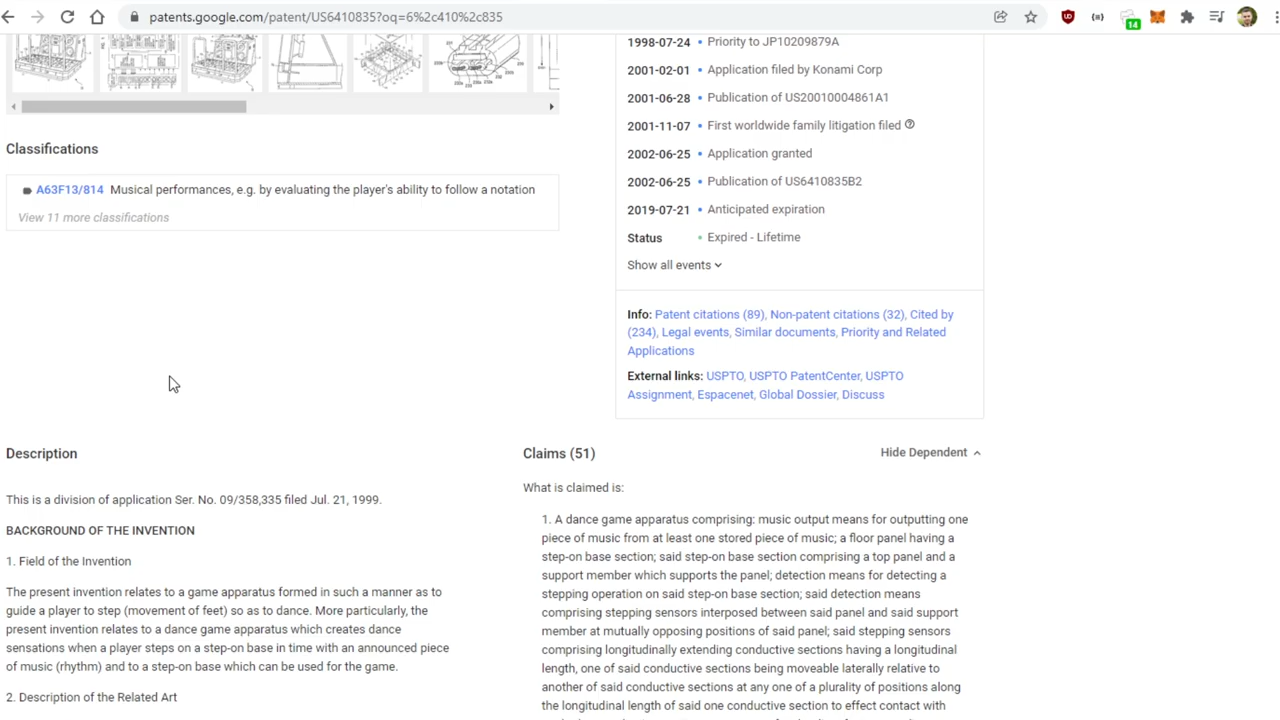 patents.google.com/patent/US6410835?oq=6%2c410%2c835
14
1998-07-24 • Priority to JP10209879A
2001-02-01 • Application filed by Konami Corp
2001-06-28 • Publication of US20010004861A1
2001-11-07 • First worldwide family litigation filed
2002-06-25 • Application granted
2002-06-25 • Publication of US6410835B2
2019-07-21 • Anticipated expiration
Status • Expired - Lifetime
Show all events
Classifications
A63F13/814 Musical performances, e.g. by evaluating the player's ability to follow a notation
View 11 more classifications
Info: Patent citations (89), Non-patent citations (32), Cited by
(234), Legal events, Similar documents, Priority and Related
Applications
External links: USPTO, USPTO PatentCenter, USPTO
Assignment, Espacenet, Global Dossier, Discuss
Description
This is a division of application Ser. No. 09/358,335 filed Jul. 21, 1999.
BACKGROUND OF THE INVENTION
1. Field of the Invention
The present invention relates to a game apparatus formed in such a manner as to
guide a player to step (movement of feet) so as to dance. More particularly, the
present invention relates to a dance game apparatus which creates dance
sensations when a player steps on a step-on base in time with an announced piece
of music (rhythm) and to a step-on base which can be used for the game.
2. Description of the Related Art
Claims (51)
Hide Dependent
What is claimed is:
1. A dance game apparatus comprising: music output means for outputting one
piece of music from at least one stored piece of music; a floor panel having a
step-on base section; said step-on base section comprising a top panel and a
support member which supports the panel; detection means for detecting a
stepping operation on said step-on base section; said detection means
comprising stepping sensors interposed between said panel and said support
member at mutually opposing positions of said panel; said stepping sensors
comprising longitudinally extending conductive sections having a longitudinal
length, one of said conductive sections being moveable laterally relative to
another of said conductive sections at any one of a plurality of positions along
the longitudinal length of said one conductive section to effect contact with